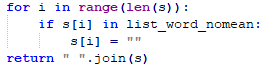 for i in range(len(s)):
    if s[i] in list_word_nomean:
        s[i] = ""
return " ".join(s)